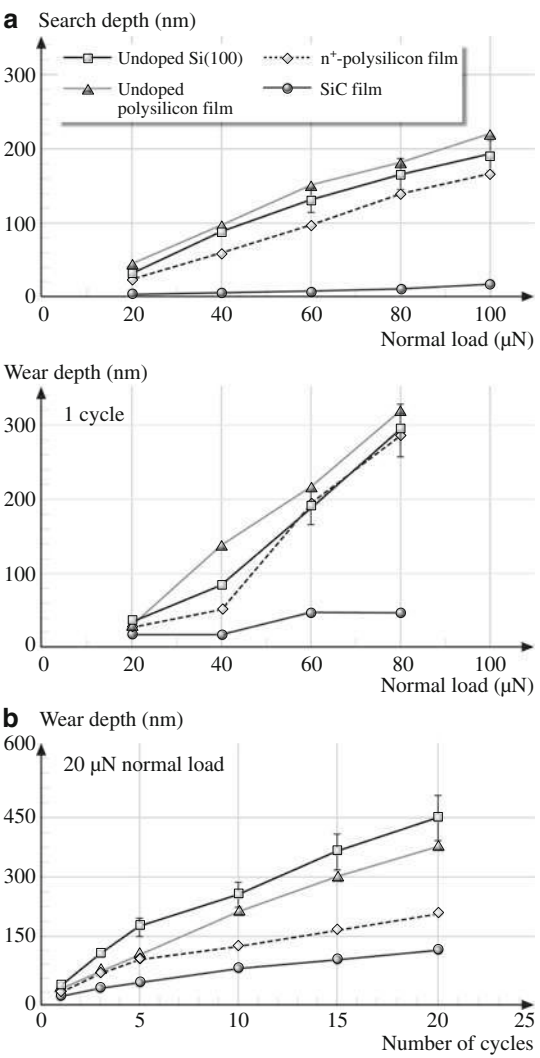 a Search depth (nm)
Undoped Si(100)
n⁺-polysilicon film
Undoped
polysilicon film
SiC film
300
200
100
0
0 20 40 60 80 100
Normal load (µN)
Wear depth (nm)
1 cycle
300
200
100
0
0 20 40 60 80 100
Normal load (µN)
b Wear depth (nm)
600
20 µN normal load
450
300
150
0
0 5 10 15 20 25
Number of cycles